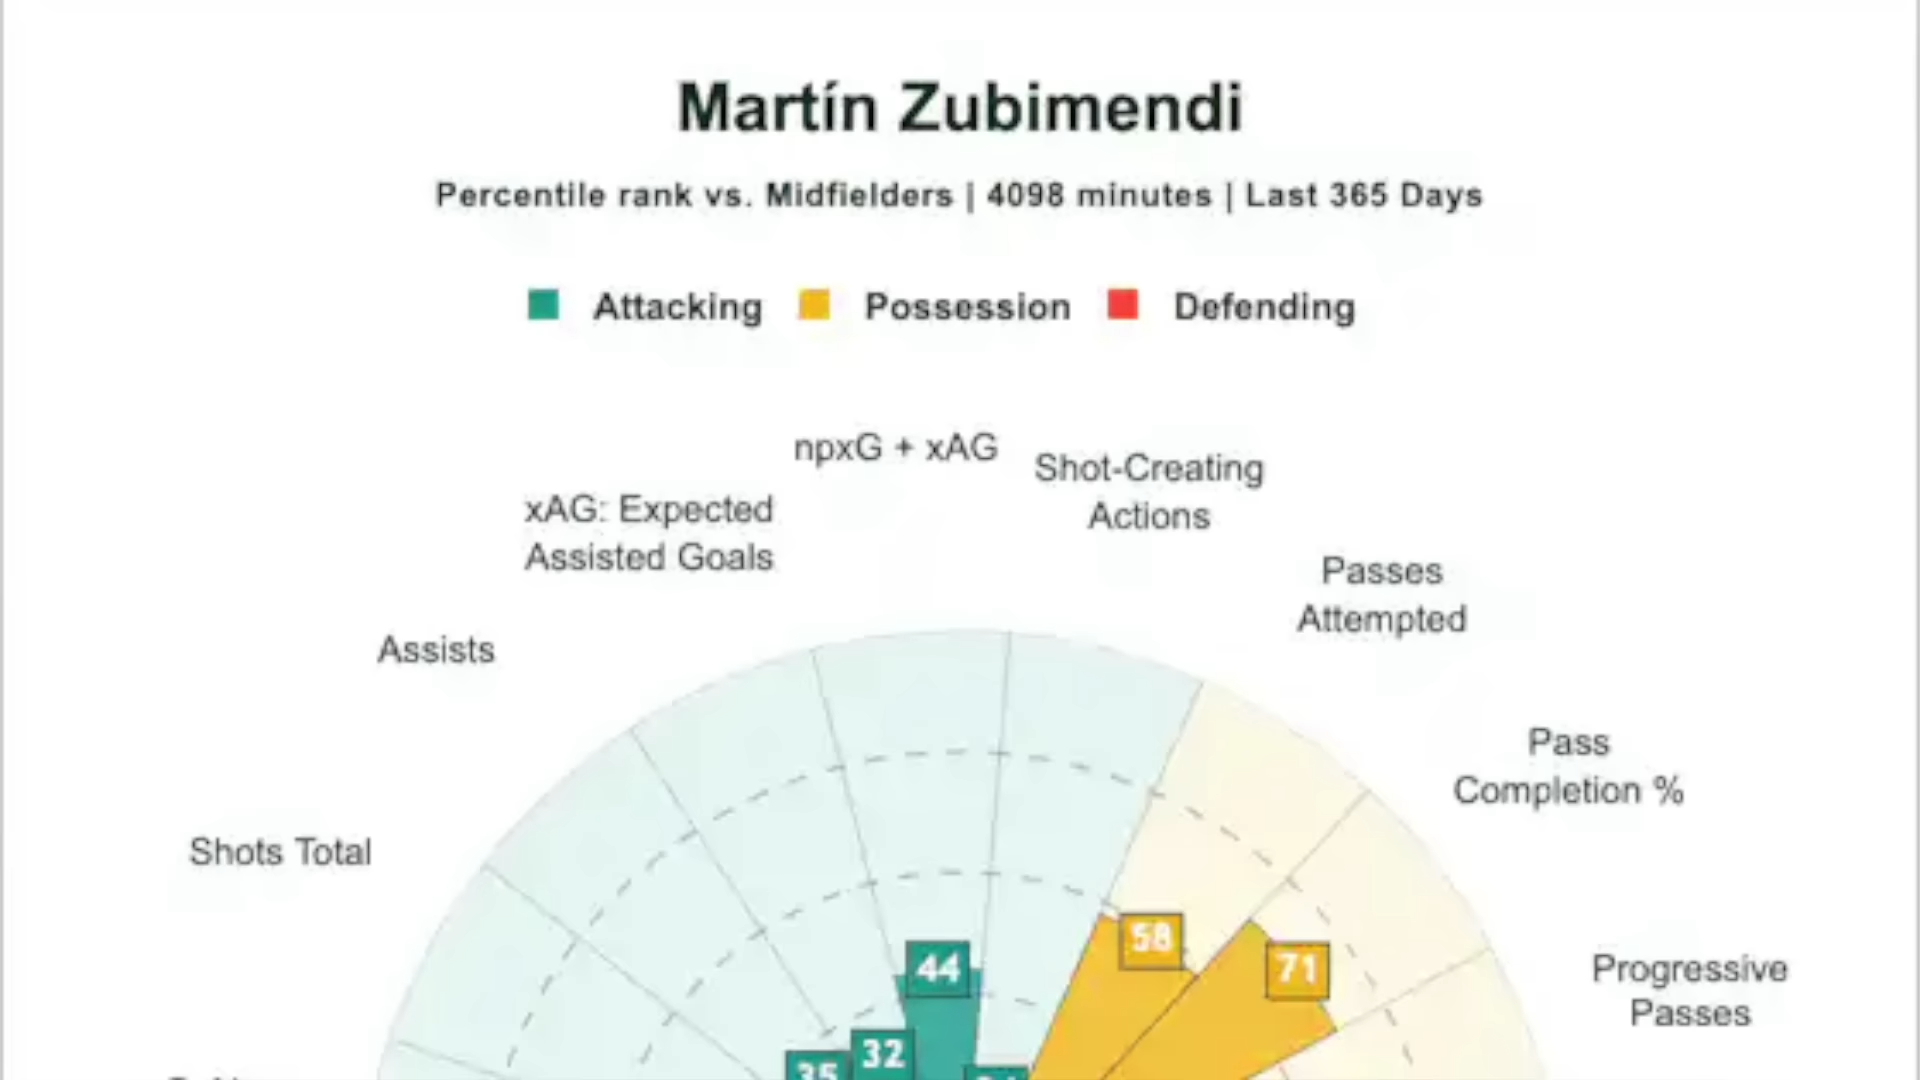 Martín Zubimendi
Percentile rank vs. Midfielders | 4098 minutes | Last 365 Days
Attacking Possession Defending
npxG + xAG
Shot-Creating
Actions
xAG: Expected
Assisted Goals
Passes
Attempted
Assists
Pass
Completion %
Shots Total
Progressive
Passes
58
44
71
32
35